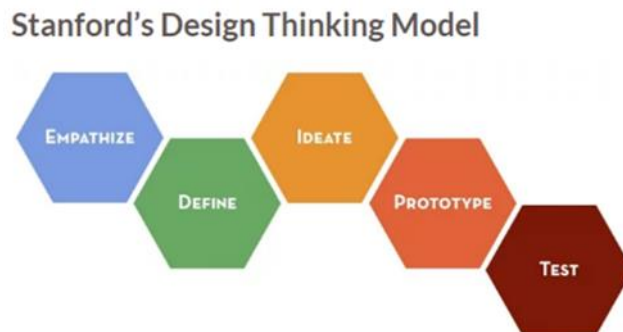 Stanford's Design Thinking Model
EMPATHIZE
DEFINE
IDEATE
PROTOTYPE
TEST